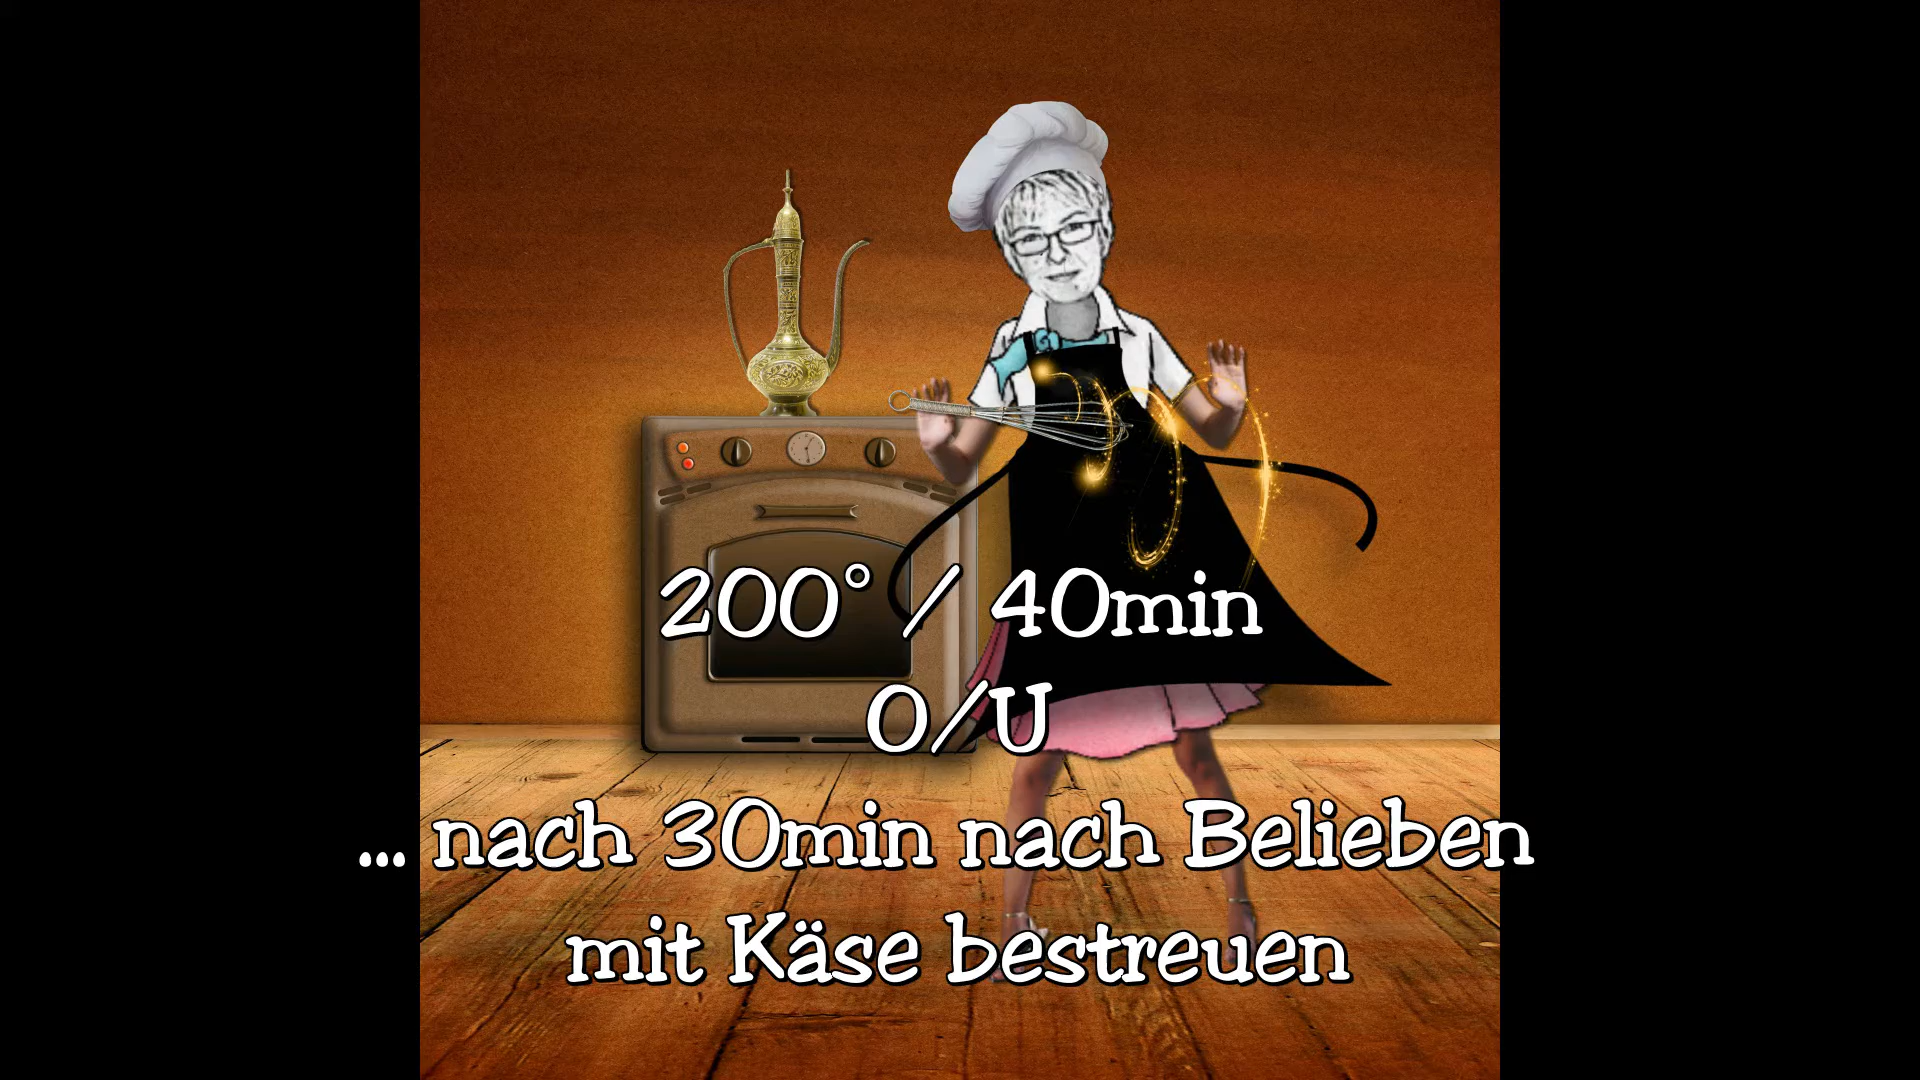 200° / 40min
O/U
... nach 30min nach Belieben
mit Käse bestreuen